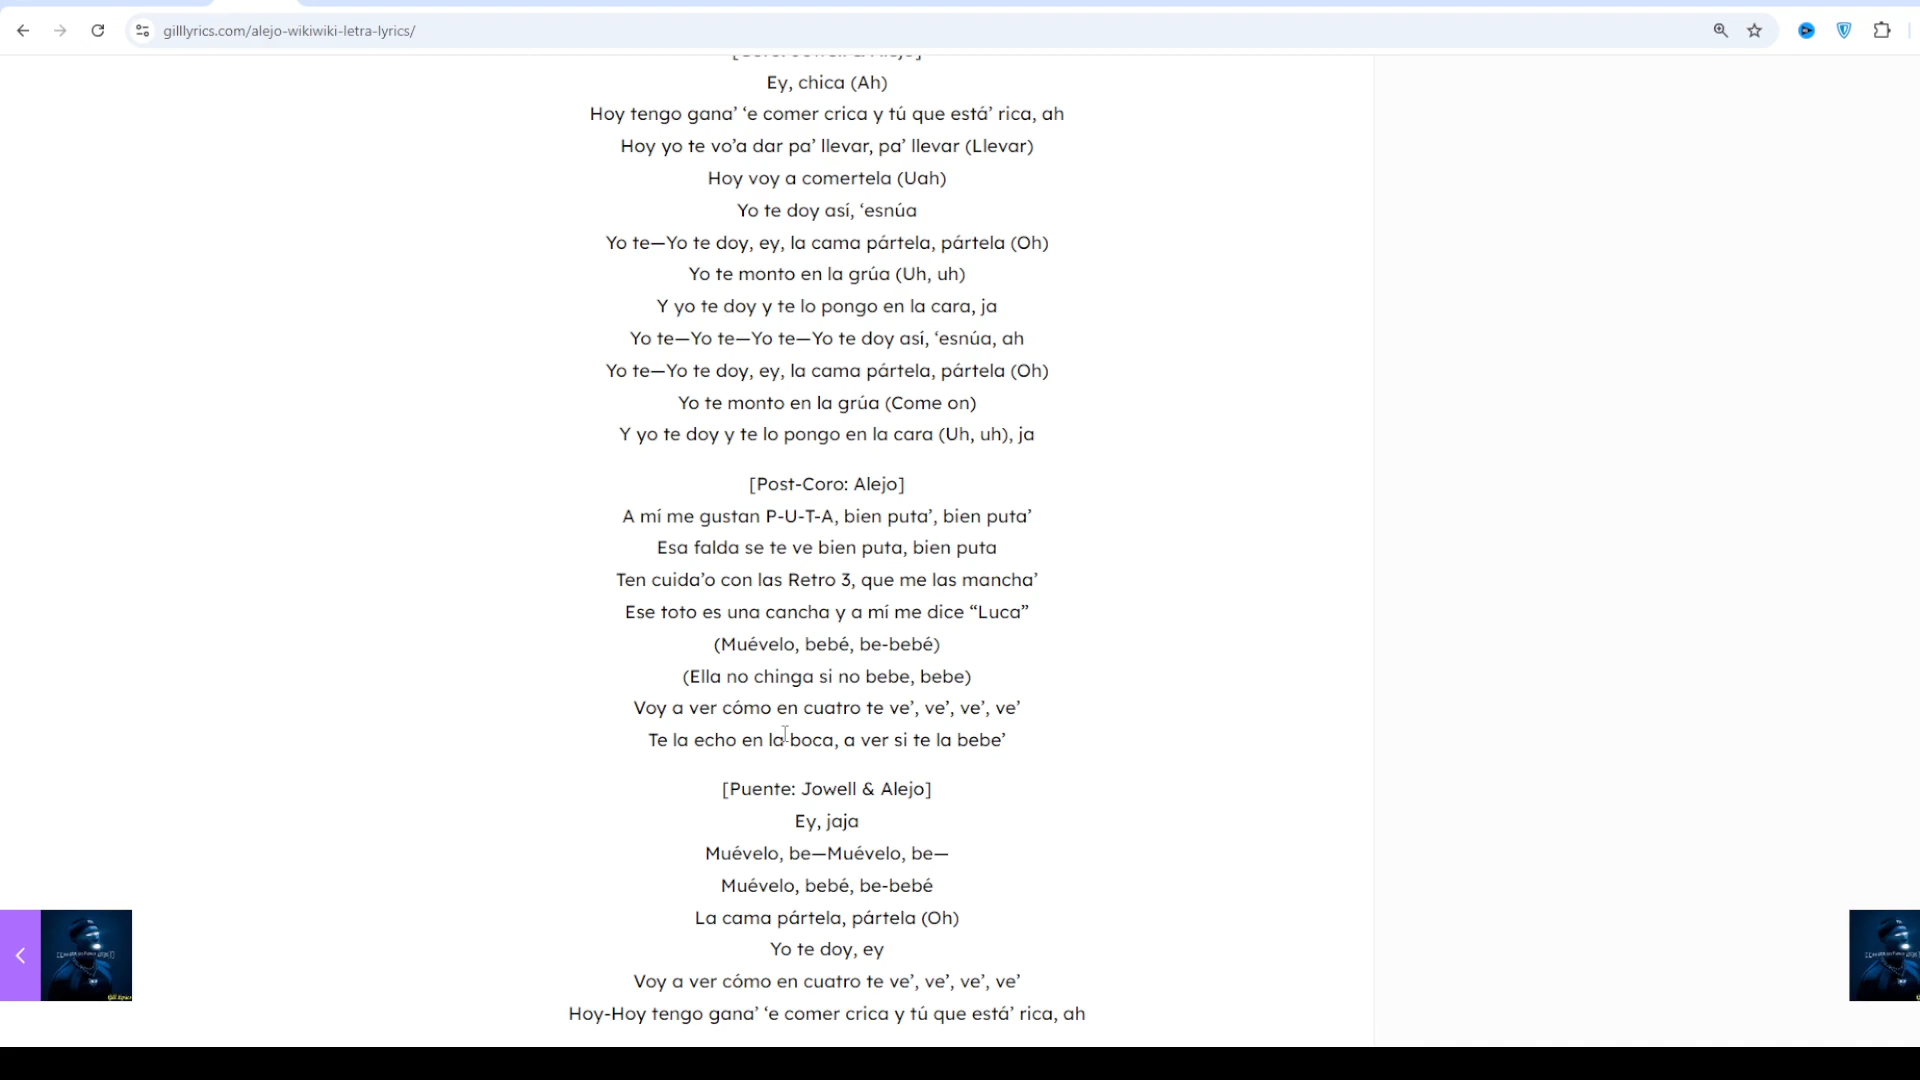 gilllyrics.com/alejo-wikiwiki-letra-lyrics/
Ey, chica (Ah)
Hoy tengo gana’ ‘e comer crica y tú que está’ rica, ah
Hoy yo te vo’a dar pa’ llevar, pa’ llevar (Llevar)
Hoy voy a comertela (Uah)
Yo te doy así, ‘esnúa
Yo te—Yo te doy, ey, la cama pártela, pártela (Oh)
Yo te monto en la grúa (Uh, uh)
Y yo te doy y te lo pongo en la cara, ja
Yo te—Yo te—Yo te—Yo te doy así, ‘esnúa, ah
Yo te—Yo te doy, ey, la cama pártela, pártela (Oh)
Yo te monto en la grúa (Come on)
Y yo te doy y te lo pongo en la cara (Uh, uh), ja
[Post-Coro: Alejo]
A mí me gustan P-U-T-A, bien puta’, bien puta’
Esa falda se te ve bien puta, bien puta
Ten cuida’o con las Retro 3, que me las mancha’
Ese toto es una cancha y a mí me dice “Luca”
(Muévelo, bebé, be-bebé)
(Ella no chinga si no bebe, bebe)
Voy a ver cómo en cuatro te ve’, ve’, ve’, ve’
Te la echo en la boca, a ver si te la bebe’
[Puente: Jowell & Alejo]
Ey, jaja
Muévelo, be—Muévelo, be—
Muévelo, bebé, be-bebé
La cama pártela, pártela (Oh)
Yo te doy, ey
Voy a ver cómo en cuatro te ve’, ve’, ve’, ve’
Hoy-Hoy tengo gana’ ‘e comer crica y tú que está’ rica, ah